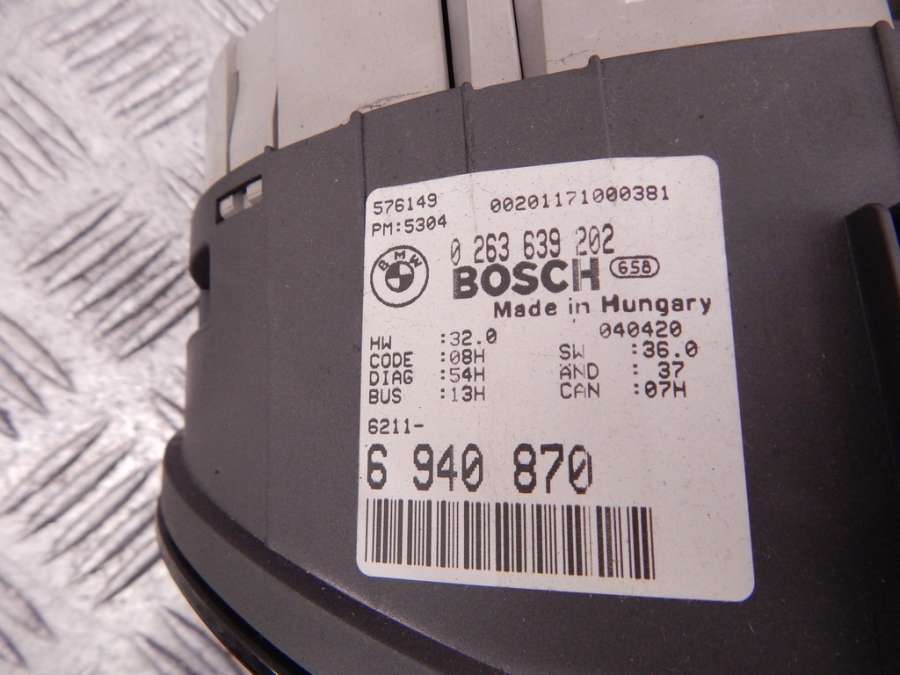 576149 00201171000381
PM:5304
0 263 639 202
BMW
BOSCH 658
Made in Hungary
040420
HW :32.0 SW :36.0
CODE :08H AND : 37
DIAG :54H CAN :07H
BUS :13H
6211-
6 940 870